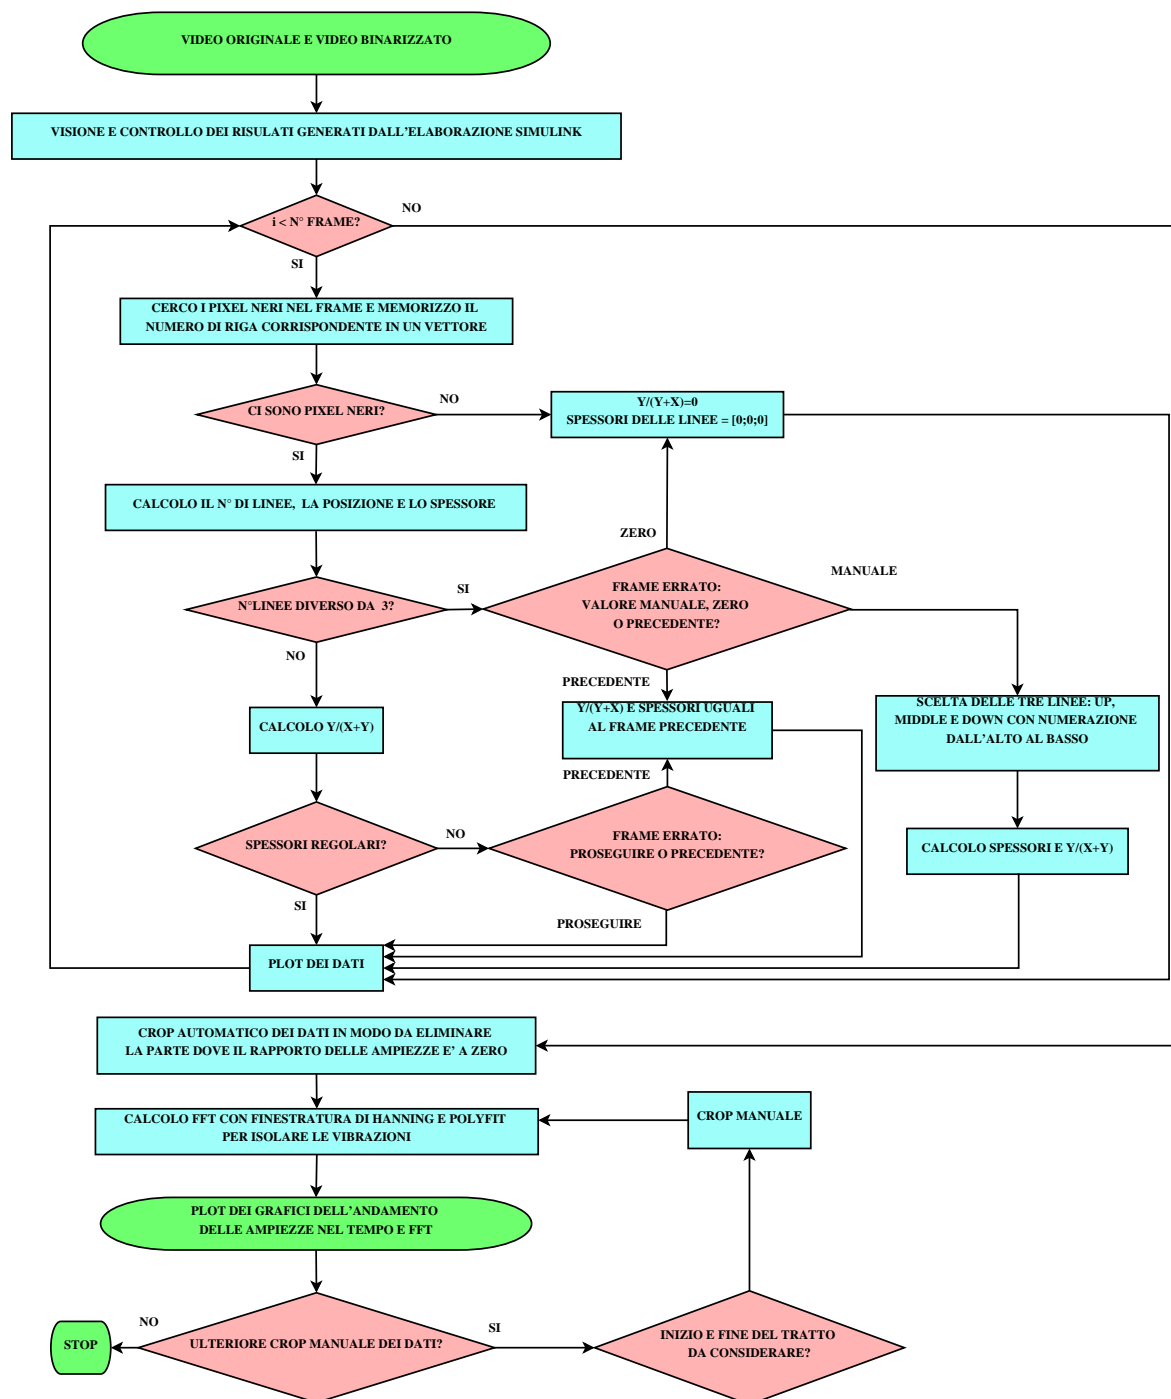 VIDEO ORIGINALE E VIDEO BINARIZZATO
VISIONE E CONTROLLO DEI RISULATI GENERATI DALL'ELABORAZIONE SIMULINK
i < N° FRAME?
NO
SI
CERCO I PIXEL NERI NEL FRAME E MEMORIZZO IL
NUMERO DI RIGA CORRISPONDENTE IN UN VETTORE
CI SONO PIXEL NERI?
NO
Y/(Y+X)=0
SPESSORI DELLE LINEE = [0;0;0]
SI
CALCOLO IL N° DI LINEE, LA POSIZIONE E LO SPESSORE
ZERO
N°LINEE DIVERSO DA 3?
SI
FRAME ERRATO:
VALORE MANUALE, ZERO
O PRECEDENTE?
MANUALE
NO
PRECEDENTE
CALCOLO Y/(X+Y)
Y/(Y+X) E SPESSORI UGUALI
AL FRAME PRECEDENTE
SCELTA DELLE TRE LINEE: UP,
MIDDLE E DOWN CON NUMERAZIONE
DALL'ALTO AL BASSO
PRECEDENTE
SPESSORI REGOLARI?
NO
FRAME ERRATO:
PROSEGUIRE O PRECEDENTE?
CALCOLO SPESSORI E Y/(X+Y)
SI
PROSEGUIRE
PLOT DEI DATI
CROP AUTOMATICO DEI DATI IN MODO DA ELIMINARE
LA PARTE DOVE IL RAPPORTO DELLE AMPIEZZE E' A ZERO
CALCOLO FFT CON FINESTRATURA DI HANNING E POLYFIT
PER ISOLARE LE VIBRAZIONI
CROP MANUALE
PLOT DEI GRAFICI DELL'ANDAMENTO
DELLE AMPIEZZE NEL TEMPO E FFT
STOP
NO
ULTERIORE CROP MANUALE DEI DATI?
SI
INIZIO E FINE DEL TRATTO
DA CONSIDERARE?